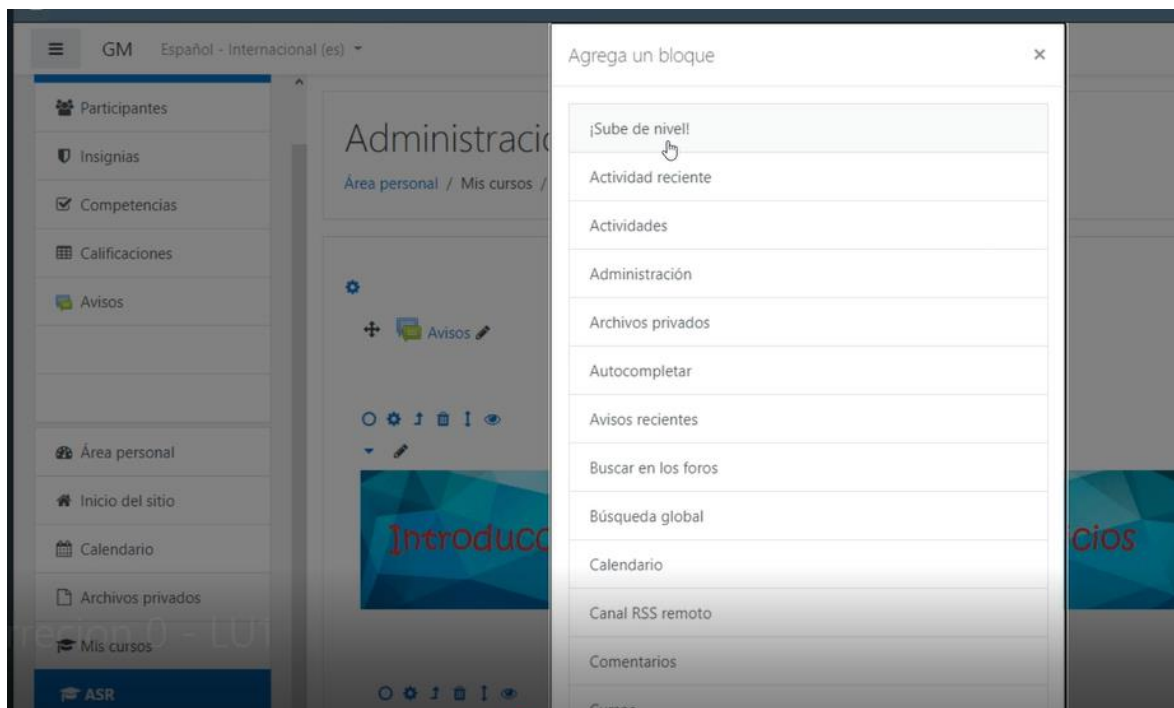 GM Español - Internacional (es)
Participantes
Insignias
Competencias
Calificaciones
Avisos
Área personal
Inicio del sitio
Calendario
Archivos privados
Mis cursos
ASR
Administraci
Área personal / Mis cursos /
Avisos
Introducc
cios
Agrega un bloque ×
¡Sube de nivel!
Actividad reciente
Actividades
Administración
Archivos privados
Autocompletar
Avisos recientes
Buscar en los foros
Búsqueda global
Calendario
Canal RSS remoto
Comentarios